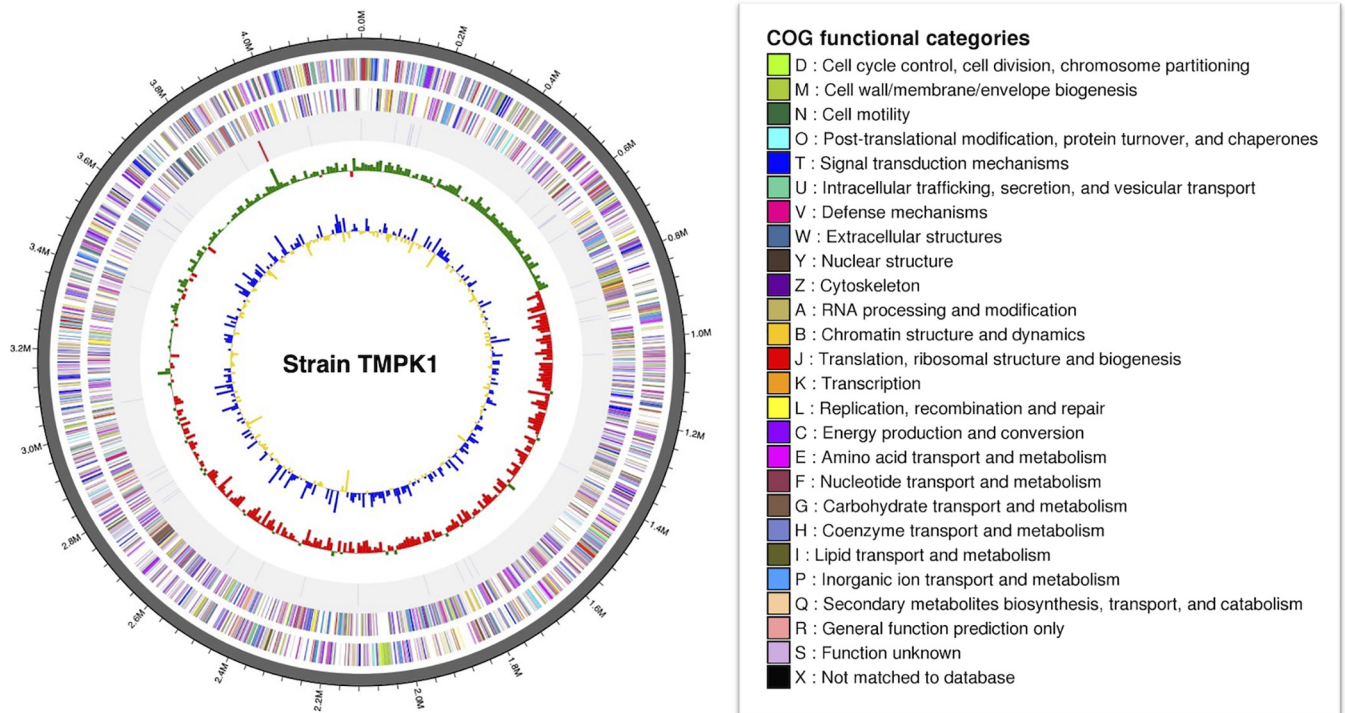 0.0M
0.2M
0.4M
0.6M
0.8M
1.0M
1.2M
1.4M
1.6M
1.8M
2.0M
2.2M
2.4M
2.6M
2.8M
3.0M
3.2M
3.4M
3.6M
3.8M
4.0M
Strain TMPK1
COG functional categories
D : Cell cycle control, cell division, chromosome partitioning
M : Cell wall/membrane/envelope biogenesis
N : Cell motility
O : Post-translational modification, protein turnover, and chaperones
T : Signal transduction mechanisms
U : Intracellular trafficking, secretion, and vesicular transport
V : Defense mechanisms
W : Extracellular structures
Y : Nuclear structure
Z : Cytoskeleton
A : RNA processing and modification
B : Chromatin structure and dynamics
J : Translation, ribosomal structure and biogenesis
K : Transcription
L : Replication, recombination and repair
C : Energy production and conversion
E : Amino acid transport and metabolism
F : Nucleotide transport and metabolism
G : Carbohydrate transport and metabolism
H : Coenzyme transport and metabolism
I : Lipid transport and metabolism
P : Inorganic ion transport and metabolism
Q : Secondary metabolites biosynthesis, transport, and catabolism
R : General function prediction only
S : Function unknown
X : Not matched to database